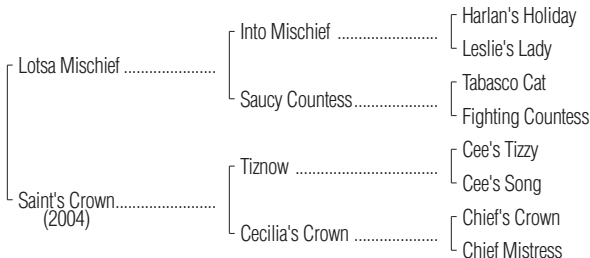 Harlan's Holiday
Into Mischief ..................
Leslie's Lady
Lotsa Mischief .....................
Tabasco Cat
Saucy Countess...............
Fighting Countess
Cee's Tizzy
Tiznow .........................
Cee's Song
Saint's Crown.......................
(2004)
Chief's Crown
Cecilia's Crown ...............
Chief Mistress